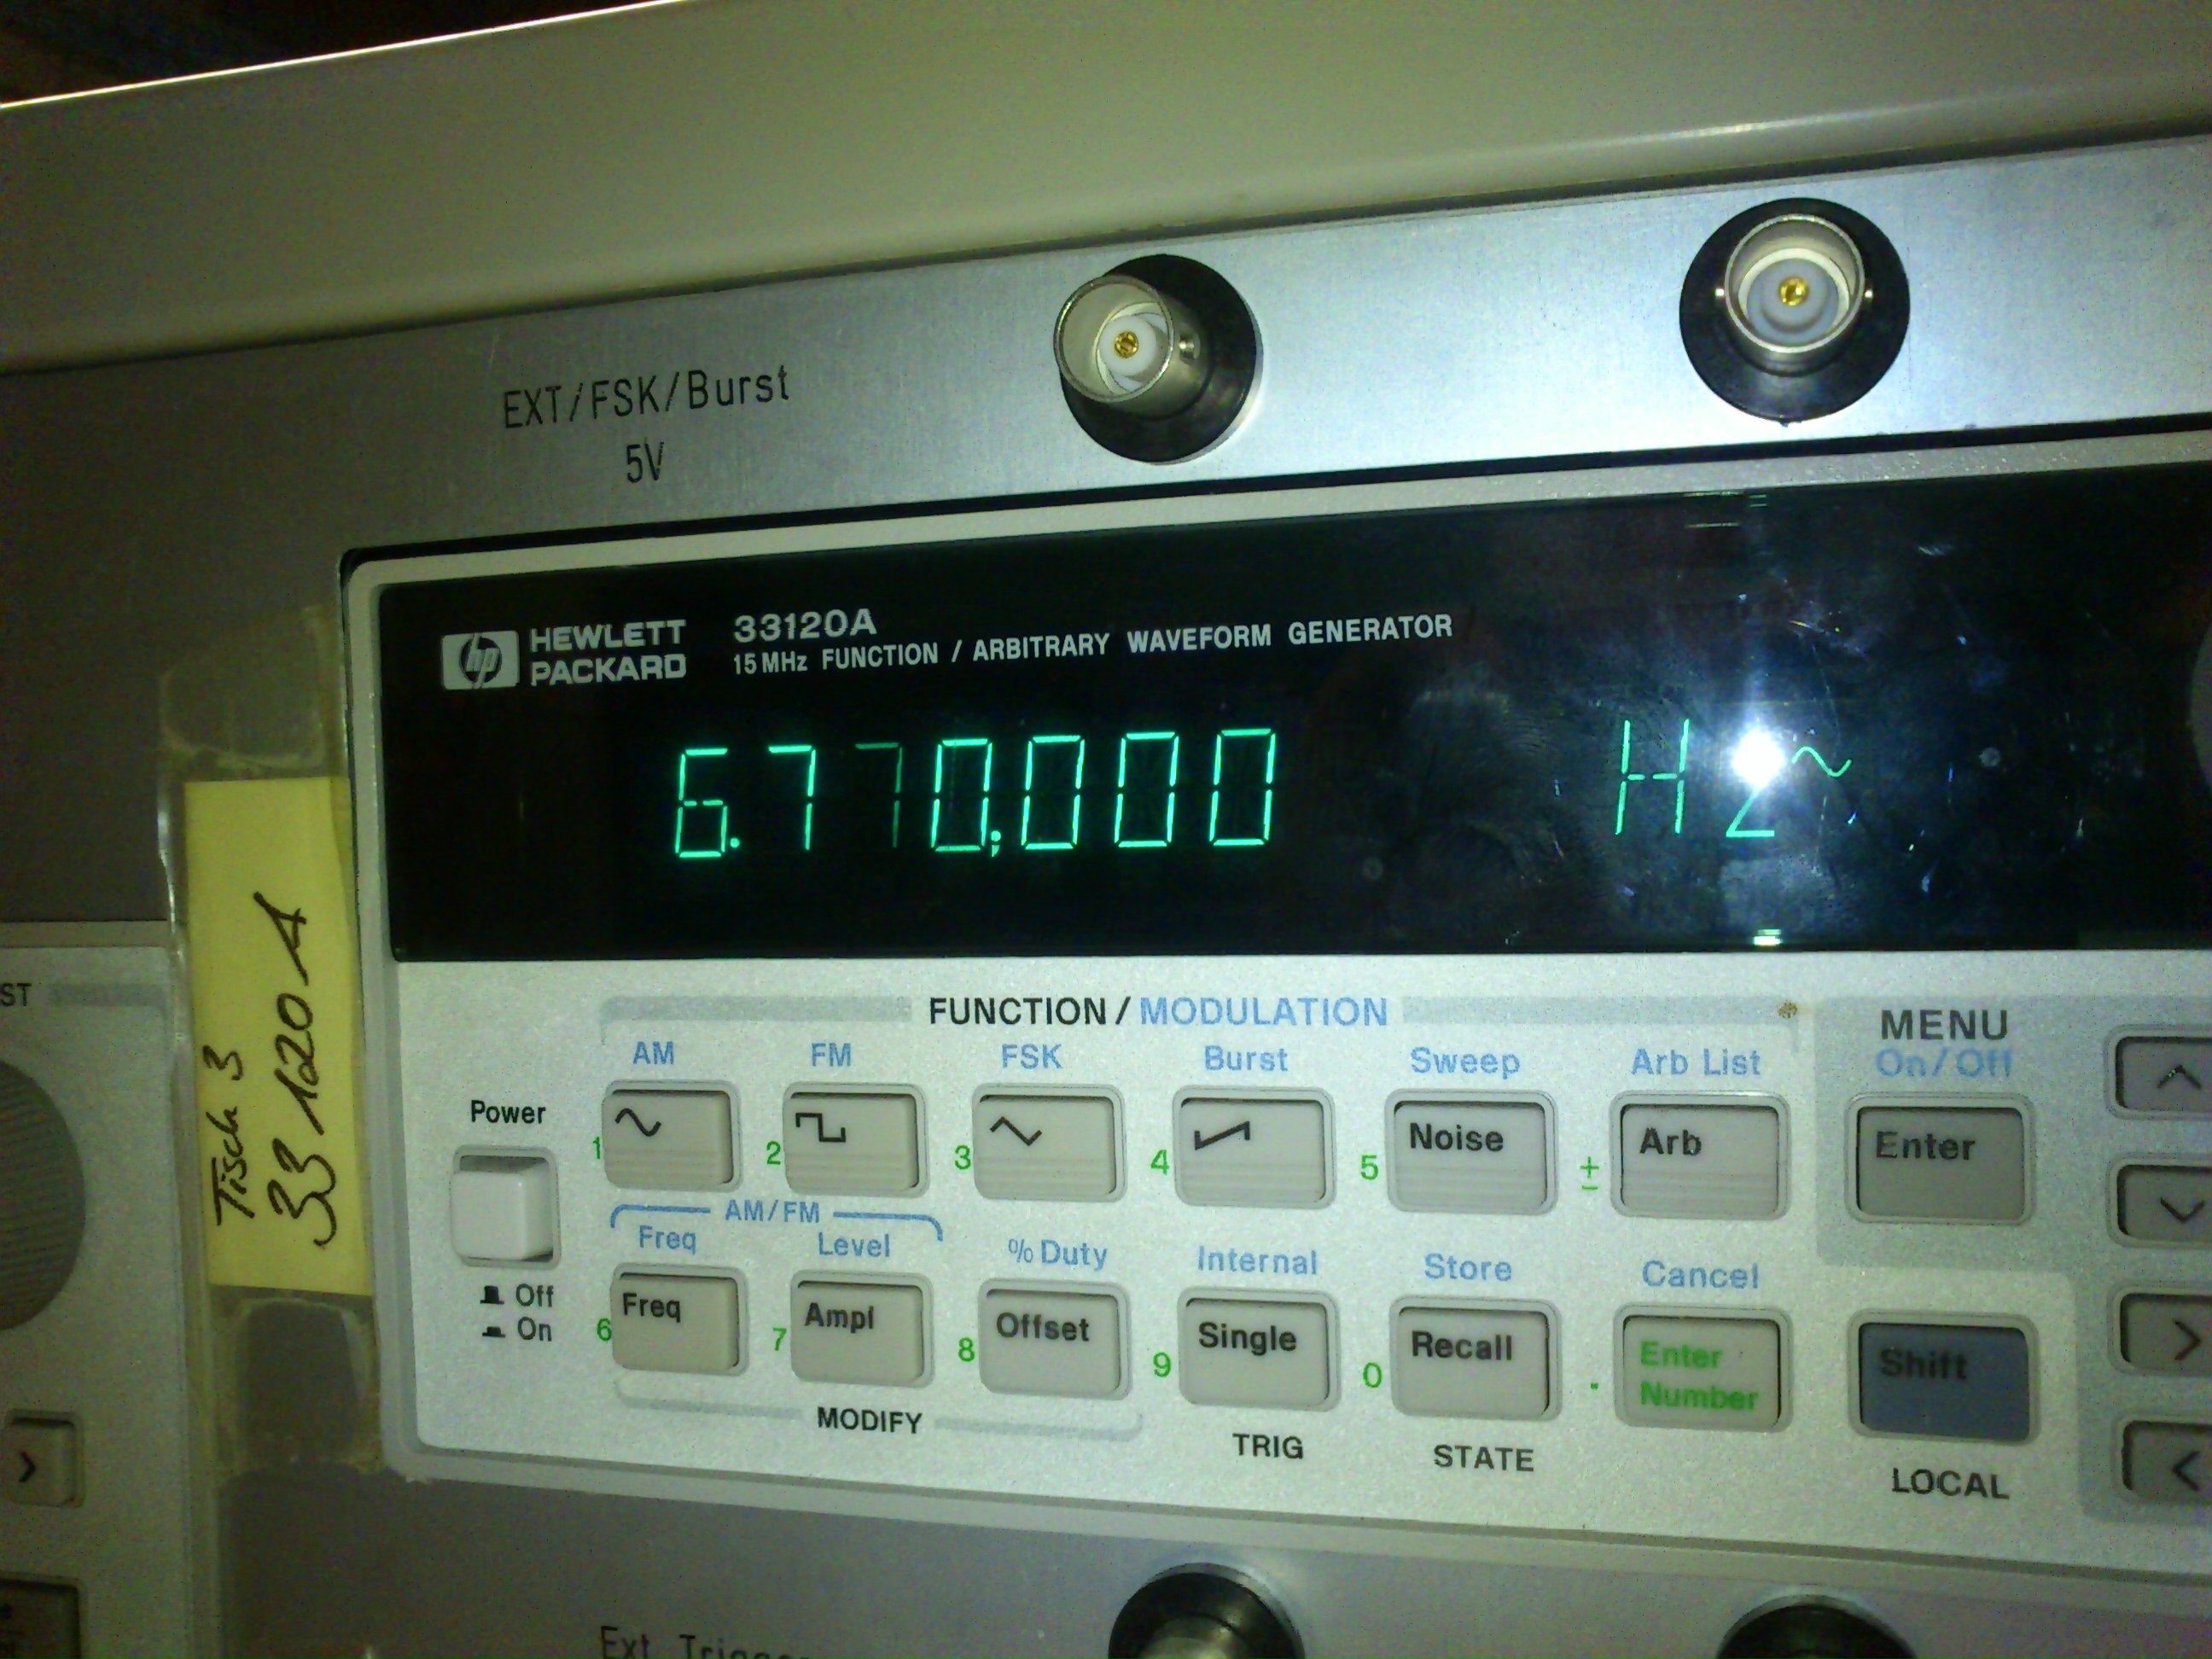 EXT/FSK/Burst
5V
hp HEWLETT PACKARD
33120A
15 MHz FUNCTION / ARBITRARY WAVEFORM GENERATOR
6.770,000 Hz ~
Tisch 3
33120A
ST
FUNCTION / MODULATION
AM FM FSK Burst Sweep Arb List
MENU
On/Off
1 2 3 4 5 Noise ± Arb Enter
Power
AM/FM
Freq Level % Duty Internal Store Cancel
6 Freq 7 Ampl 8 Offset 9 Single 0 Recall . Enter Number Shift
Off
On
MODIFY
TRIG
STATE
LOCAL
Ext